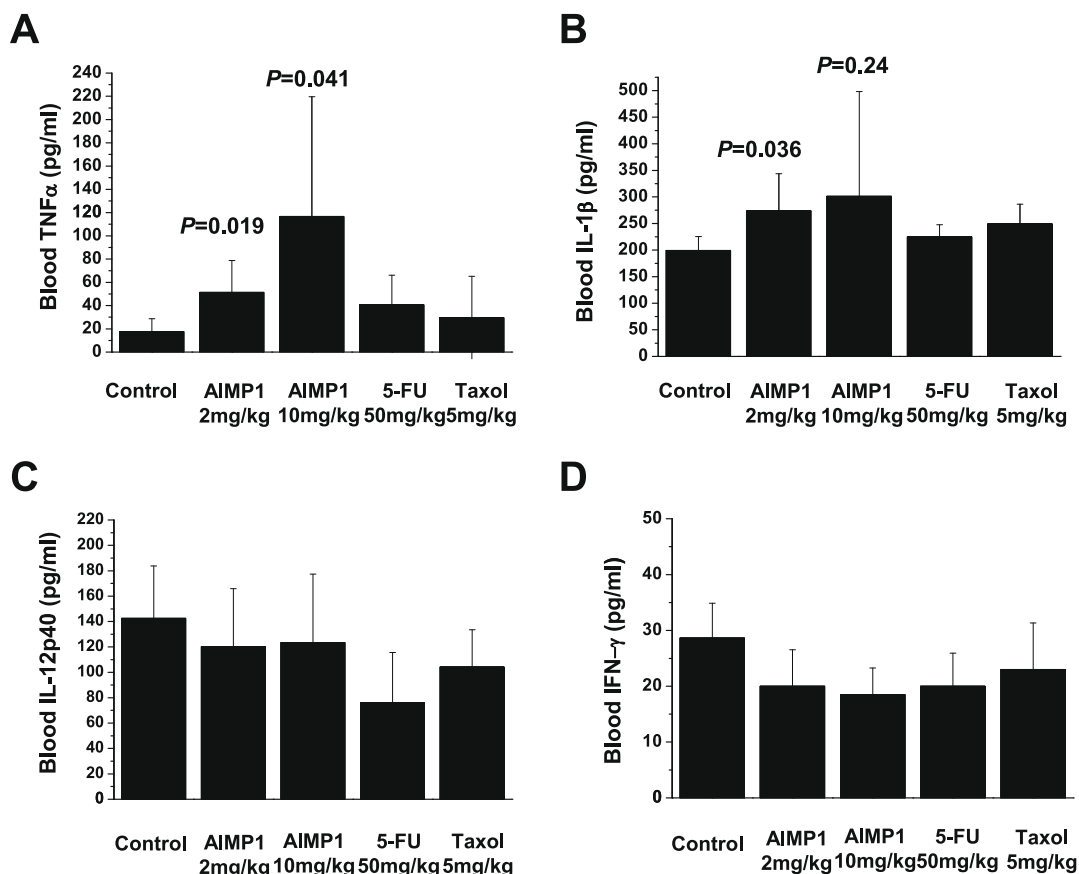 A
Blood TNFα (pg/ml)
240
220
200
180
160
140
120
100
80
60
40
20
0
P=0.019
P=0.041
Control
AIMP1
2mg/kg
AIMP1
10mg/kg
5-FU
50mg/kg
Taxol
5mg/kg
B
Blood IL-1β (pg/ml)
500
450
400
350
300
250
200
150
100
50
0
P=0.036
P=0.24
Control
AIMP1
2mg/kg
AIMP1
10mg/kg
5-FU
50mg/kg
Taxol
5mg/kg
C
Blood IL-12p40 (pg/ml)
220
200
180
160
140
120
100
80
60
40
20
0
Control
AIMP1
2mg/kg
AIMP1
10mg/kg
5-FU
50mg/kg
Taxol
5mg/kg
D
Blood IFN–γ (pg/ml)
50
40
30
20
10
0
Control
AIMP1
2mg/kg
AIMP1
10mg/kg
5-FU
50mg/kg
Taxol
5mg/kg